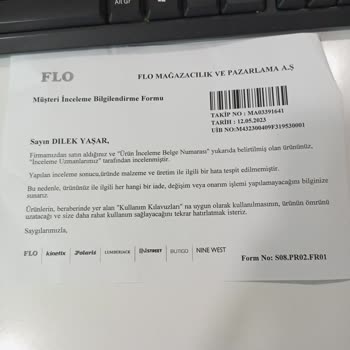 Alt Gr
FLO
FLO MAĞAZACILIK VE PAZARLAMA A.Ş
Müşteri İnceleme Bilgilendirme Formu
TAKİP NO : MA03391641
TARİH : 12.05.2023
UİB NO:M432300409F319530001
Sayın DİLEK YAŞAR,
Firmamızdan satın aldığınız ve "Ürün İnceleme Belge Numarası" yukarıda belirtilmiş olan ürününüz,
"İnceleme Uzmanlarımız" tarafından incelenmiştir.
Yapılan inceleme sonucu,üründe malzeme ve üretim ile ilgili bir hata tespit edilmemiştir.
Bu nedenle, ürününüz ile ilgili her hangi bir iade, değişim veya onarım işlemi yapılamayacağını bilginize
sunarız.
Ürünlerin, beraberinde yer alan "Kullanım Kılavuzları" na uygun olarak kullanılmasının, ürünün ömrünü
uzatacağı ve size daha rahat kullanım sağlayacağını tekrar hatırlatmak isteriz.
Saygılarımızla,
FLO kinetix Polaris LUMBERJACK INSTREET BUTIGO NINE WEST
Form No: S08.PR02.FR01